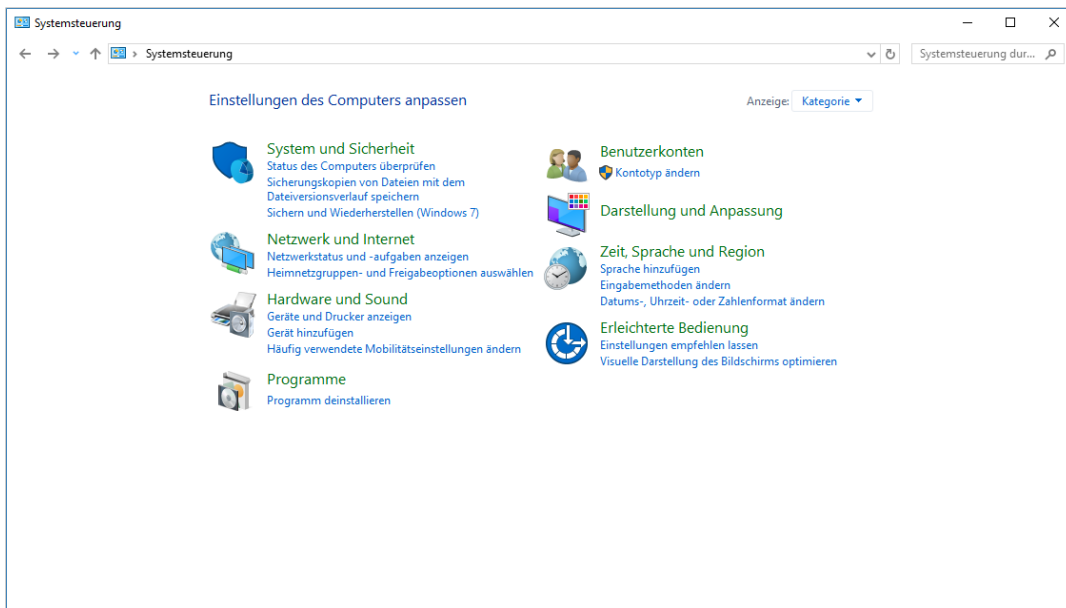 Systemsteuerung
Systemsteuerung
Systemsteuerung dur...
Einstellungen des Computers anpassen
Anzeige: Kategorie
System und Sicherheit
Status des Computers überprüfen
Sicherungskopien von Dateien mit dem
Dateiversionsverlauf speichern
Sichern und Wiederherstellen (Windows 7)
Netzwerk und Internet
Netzwerkstatus und -aufgaben anzeigen
Heimnetzgruppen- und Freigabeoptionen auswählen
Hardware und Sound
Geräte und Drucker anzeigen
Gerät hinzufügen
Häufig verwendete Mobilitätseinstellungen ändern
Programme
Programm deinstallieren
Benutzerkonten
Kontotyp ändern
Darstellung und Anpassung
Zeit, Sprache und Region
Sprache hinzufügen
Eingabemethoden ändern
Datums-, Uhrzeit- oder Zahlenformat ändern
Erleichterte Bedienung
Einstellungen empfehlen lassen
Visuelle Darstellung des Bildschirms optimieren